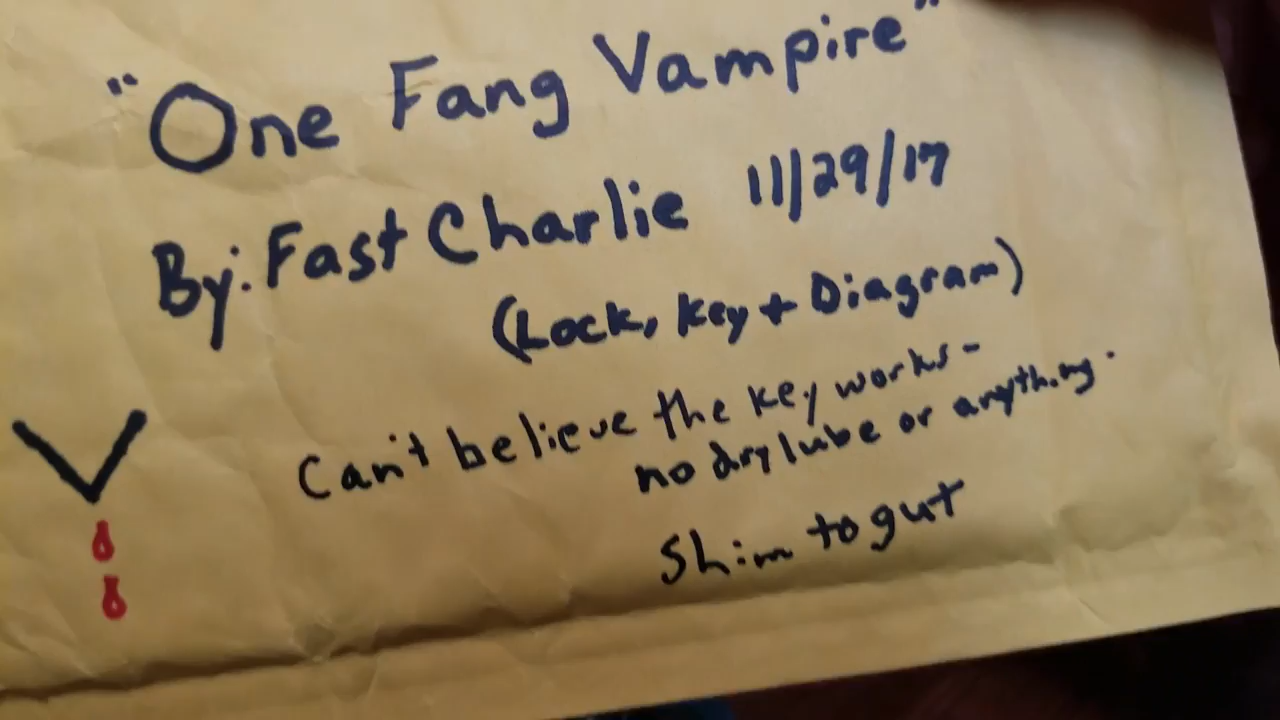 "One Fang Vampire"
By: Fast Charlie 11/29/17
(Lock, Key + Diagram)
Can't believe the key works -
no dry lube or anything.
Shim to gut